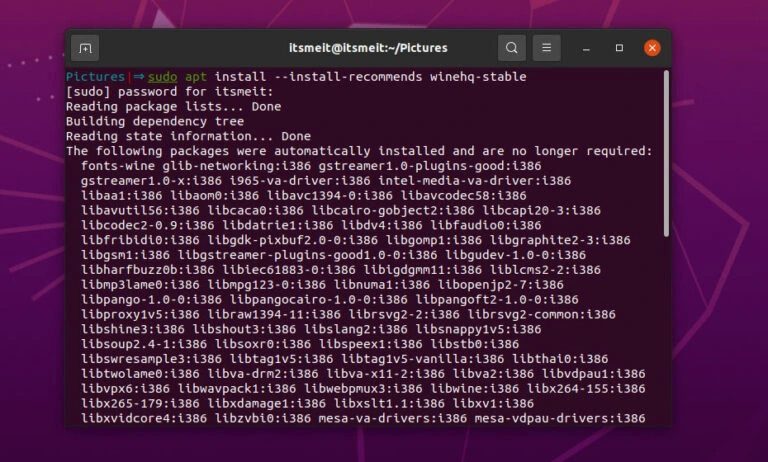 itsmeit@itsmeit:~/Pictures
Pictures|⇒ sudo apt install --install-recommends winehq-stable
[sudo] password for itsmeit:
Reading package lists... Done
Building dependency tree
Reading state information... Done
The following packages were automatically installed and are no longer required:
fonts-wine glib-networking:i386 gstreamer1.0-plugins-good:i386
gstreamer1.0-x:i386 i965-va-driver:i386 intel-media-va-driver:i386
libaa1:i386 libaom0:i386 libavc1394-0:i386 libavcodec58:i386
libavutil56:i386 libcaca0:i386 libcairo-gobject2:i386 libcapi20-3:i386
libcodec2-0.9:i386 libdatrie1:i386 libdv4:i386 libfaudio0:i386
libfribidi0:i386 libgdk-pixbuf2.0-0:i386 libgomp1:i386 libgraphite2-3:i386
libgsm1:i386 libgstreamer-plugins-good1.0-0:i386 libgudev-1.0-0:i386
libharfbuzz0b:i386 libiec61883-0:i386 libigdgmm11:i386 liblcms2-2:i386
libmp3lame0:i386 libmpg123-0:i386 libnuma1:i386 libopenjp2-7:i386
libpango-1.0-0:i386 libpangocairo-1.0-0:i386 libpangoft2-1.0-0:i386
libproxy1v5:i386 libraw1394-11:i386 librsvg2-2:i386 librsvg2-common:i386
libshine3:i386 libshout3:i386 libslang2:i386 libsnappy1v5:i386
libsoup2.4-1:i386 libsoxr0:i386 libspeex1:i386 libstb0:i386
libswresample3:i386 libtag1v5:i386 libtag1v5-vanilla:i386 libthai0:i386
libtwolame0:i386 libva-drm2:i386 libva-x11-2:i386 libva2:i386 libvdpau1:i386
libvpx6:i386 libwavpack1:i386 libwebpmux3:i386 libwine:i386 libx264-155:i386
libx265-179:i386 libxdamage1:i386 libxslt1.1:i386 libxv1:i386
libxvidcore4:i386 libzvbi0:i386 mesa-va-drivers:i386 mesa-vdpau-drivers:i386